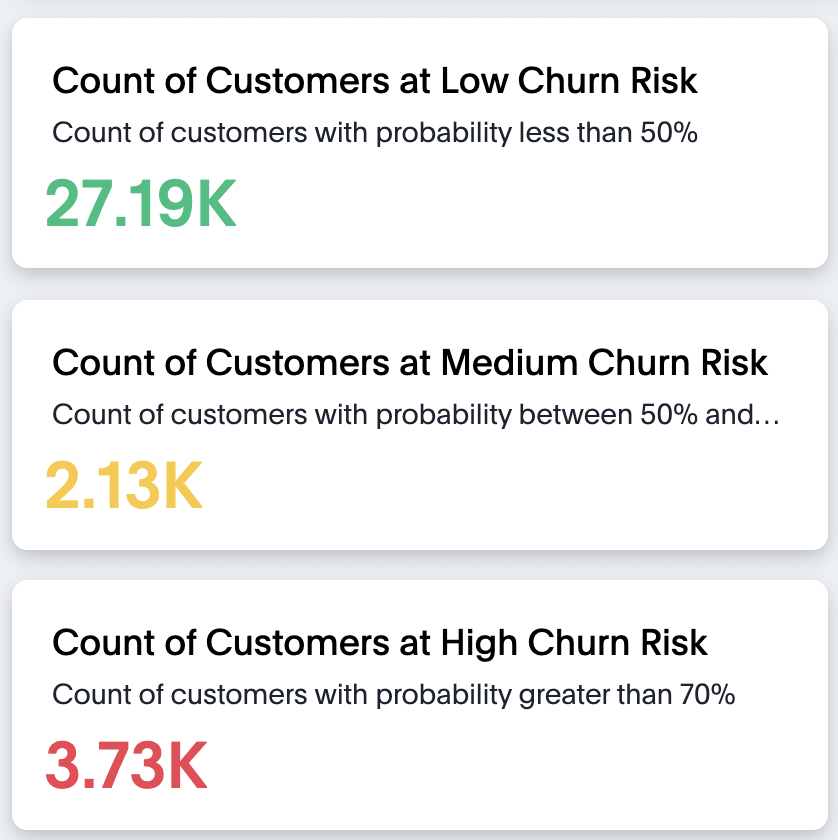 Count of Customers at Low Churn Risk
Count of customers with probability less than 50%
27.19K
Count of Customers at Medium Churn Risk
Count of customers with probability between 50% and...
2.13K
Count of Customers at High Churn Risk
Count of customers with probability greater than 70%
3.73K